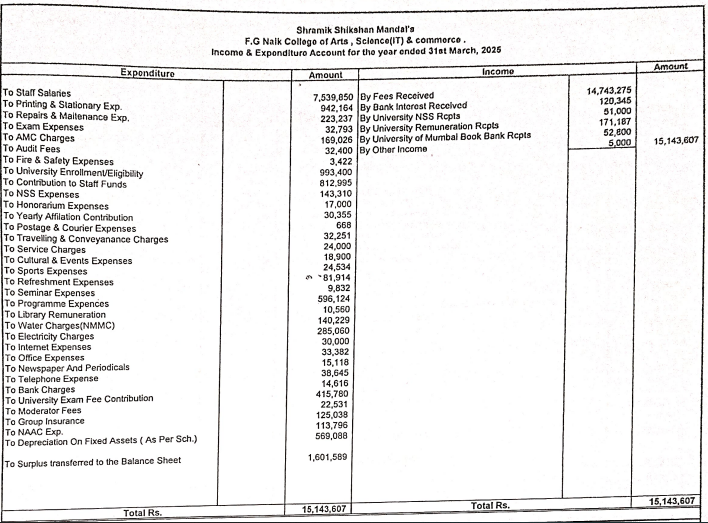 Shramik Shikshan Mandal's
F.G Naik College of Arts , Science(IT) & commerce .
Income & Expenditure Account for the year ended 31st March, 2025
Expenditure Amount Income Amount
To Staff Salaries 7,539,850 By Fees Received 14,743,275
To Printing & Stationary Exp. 942,164 By Bank Interest Received 120,345
To Repairs & Maitenance Exp. 223,237 By University NSS Rcpts 51,000
To Exam Expenses 32,793 By University Remuneration Rcpts 171,187
To AMC Charges 169,026 By University of Mumbai Book Bank Rcpts 52,800
To Audit Fees 32,400 By Other Income 5,000 15,143,607
To Fire & Safety Expenses 3,422
To University Enrollment/Eligibility 993,400
To Contribution to Staff Funds 812,995
To NSS Expenses 143,310
To Honorarium Expenses 17,000
To Yearly Affilation Contribution 30,355
To Postage & Courier Expenses 668
To Travelling & Conveyanance Charges 32,251
To Service Charges 24,000
To Cultural & Events Expenses 18,900
To Sports Expenses 24,534
To Refreshment Expenses 81,914
To Seminar Expenses 9,832
To Programme Expences 596,124
To Library Remuneration 10,560
To Water Charges(NMMC) 140,229
To Electricity Charges 285,060
To Internet Expenses 30,000
To Office Expenses 33,382
To Newspaper And Periodicals 15,118
To Telephone Expense 38,645
To Bank Charges 14,616
To University Exam Fee Contribution 415,780
To Moderator Fees 22,531
To Group Insurance 125,038
To NAAC Exp. 113,796
To Depreciation On Fixed Assets ( As Per Sch.) 569,088
To Surplus transferred to the Balance Sheet 1,601,589
Total Rs. 15,143,607 Total Rs. 15,143,607